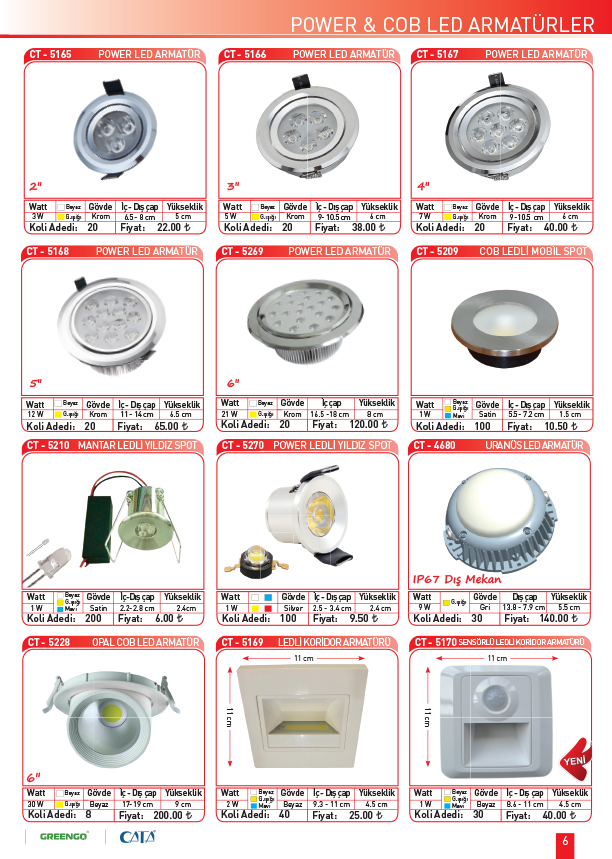 POWER & COB LED ARMATÜRLER
CT - 5165 POWER LED ARMATÜR
2"
Watt Beyaz Gövde İç - Dış çap Yükseklik
3 W G.ışığı Krom 6.5 - 8 cm 5 cm
Koli Adedi: 20 Fiyat: 22.00 ₺
CT - 5166 POWER LED ARMATÜR
3"
Watt Beyaz Gövde İç - Dış çap Yükseklik
5 W G.ışığı Krom 9- 10.5 cm 6 cm
Koli Adedi: 20 Fiyat: 38.00 ₺
CT - 5167 POWER LED ARMATÜR
4"
Watt Beyaz Gövde İç - Dış çap Yükseklik
7 W G.ışığı Krom 9 -10.5 cm 6 cm
Koli Adedi: 20 Fiyat: 40.00 ₺
CT - 5168 POWER LED ARMATÜR
5"
Watt Beyaz Gövde İç - Dış çap Yükseklik
12 W G.ışığı Krom 11 - 14 cm 6.5 cm
Koli Adedi: 20 Fiyat: 65.00 ₺
CT - 5269 POWER LED ARMATÜR
6"
Watt Beyaz Gövde İç çap Yükseklik
21 W G.ışığı Krom 16.5 -18 cm 8 cm
Koli Adedi: 20 Fiyat: 120.00 ₺
CT - 5209 COB LEDLİ MOBİL SPOT
Watt Beyaz Gövde İç - Dış çap Yükseklik
1W G.ışığı Mavi Satin 5.5- 7.2 cm 1.5 cm
Koli Adedi: 100 Fiyat: 10.50 ₺
CT - 5210 MANTAR LEDLİ YILDIZ SPOT
Watt Beyaz Gövde İç-Dış çap Yükseklik
1 W G.ışığı Mavi Satin 2.2-2.8 cm 2.4cm
Koli Adedi: 200 Fiyat: 6.00 ₺
CT - 5270 POWER LEDLİ YILDIZ SPOT
Watt Gövde İç - Dış çap Yükseklik
1 W Silver 2.5 - 3.4 cm 2.4 cm
Koli Adedi: 100 Fiyat: 9.50 ₺
CT - 4680 URANÜS LED ARMATÜR
IP67 Dış Mekan
Watt G.ışığı Gövde Dış çap Yükseklik
9 W Gri 13.8 - 7.9 cm 5.5 cm
Koli Adedi: 30 Fiyat: 140.00 ₺
CT - 5228 OPAL COB LED ARMATÜR
6"
Watt Beyaz Gövde İç - Dış çap Yükseklik
30 W G.ışığı Beyaz 17- 19 cm 9 cm
Koli Adedi: 8 Fiyat: 200.00 ₺
CT - 5169 LEDLİ KORİDOR ARMATÜRÜ
11 cm
11 cm
Watt Beyaz Gövde İç - Dış çap Yükseklik
2 W G.ışığı Mavi Beyaz 9.3 - 11 cm 4.5 cm
Koli Adedi: 40 Fiyat: 25.00 ₺
CT - 5170 SENSÖRLÜ LEDLİ KORİDOR ARMATÜRÜ
11 cm
11 cm
YENİ
Watt Beyaz Gövde İç - Dış çap Yükseklik
1 W G.ışığı Mavi Beyaz 8.6 - 11 cm 4.5 cm
Koli Adedi: 30 Fiyat: 40.00 ₺
GREENGO CATA
6